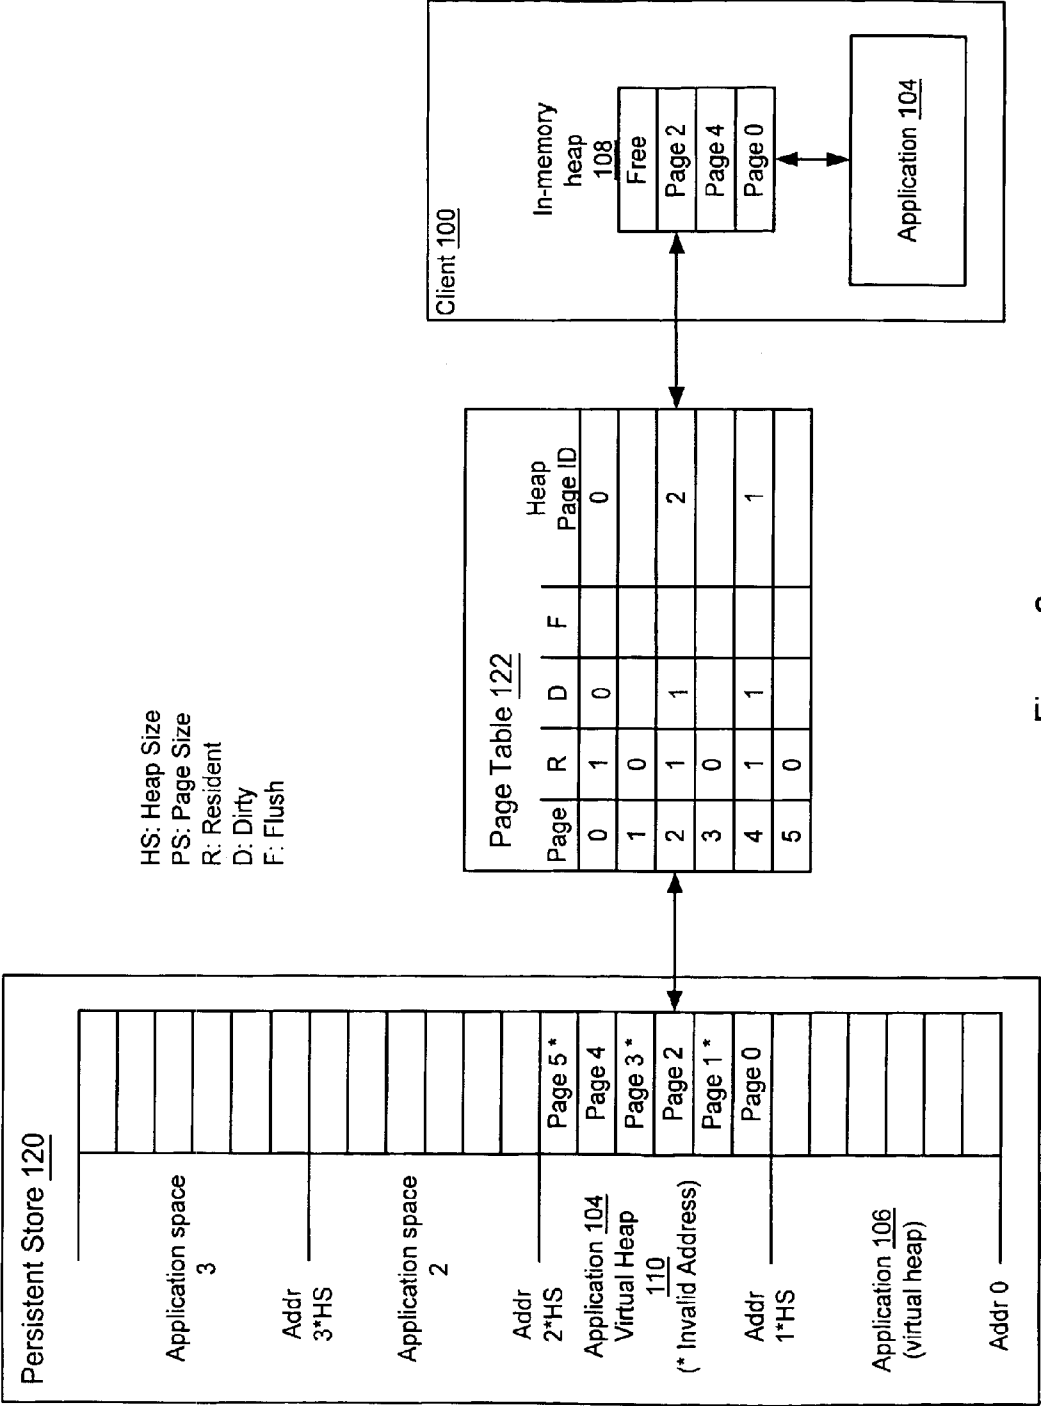 Persistent Store 120
Application space
3
Addr
3*HS
Application space
2
Addr
2*HS
Application 104
Virtual Heap
110
(* Invalid Address)
Addr
1*HS
Application 106
(virtual heap)
Addr 0
Page 5 *
Page 4
Page 3 *
Page 2
Page 1 *
Page 0
HS: Heap Size
PS: Page Size
R: Resident
D: Dirty
F: Flush
Page Table 122
Page R D F Heap Page ID
0 1 0 0
1 0
2 1 1 2
3 0
4 1 1 1
5 0
Client 100
In-memory
heap
108
Free
Page 2
Page 4
Page 0
Application 104